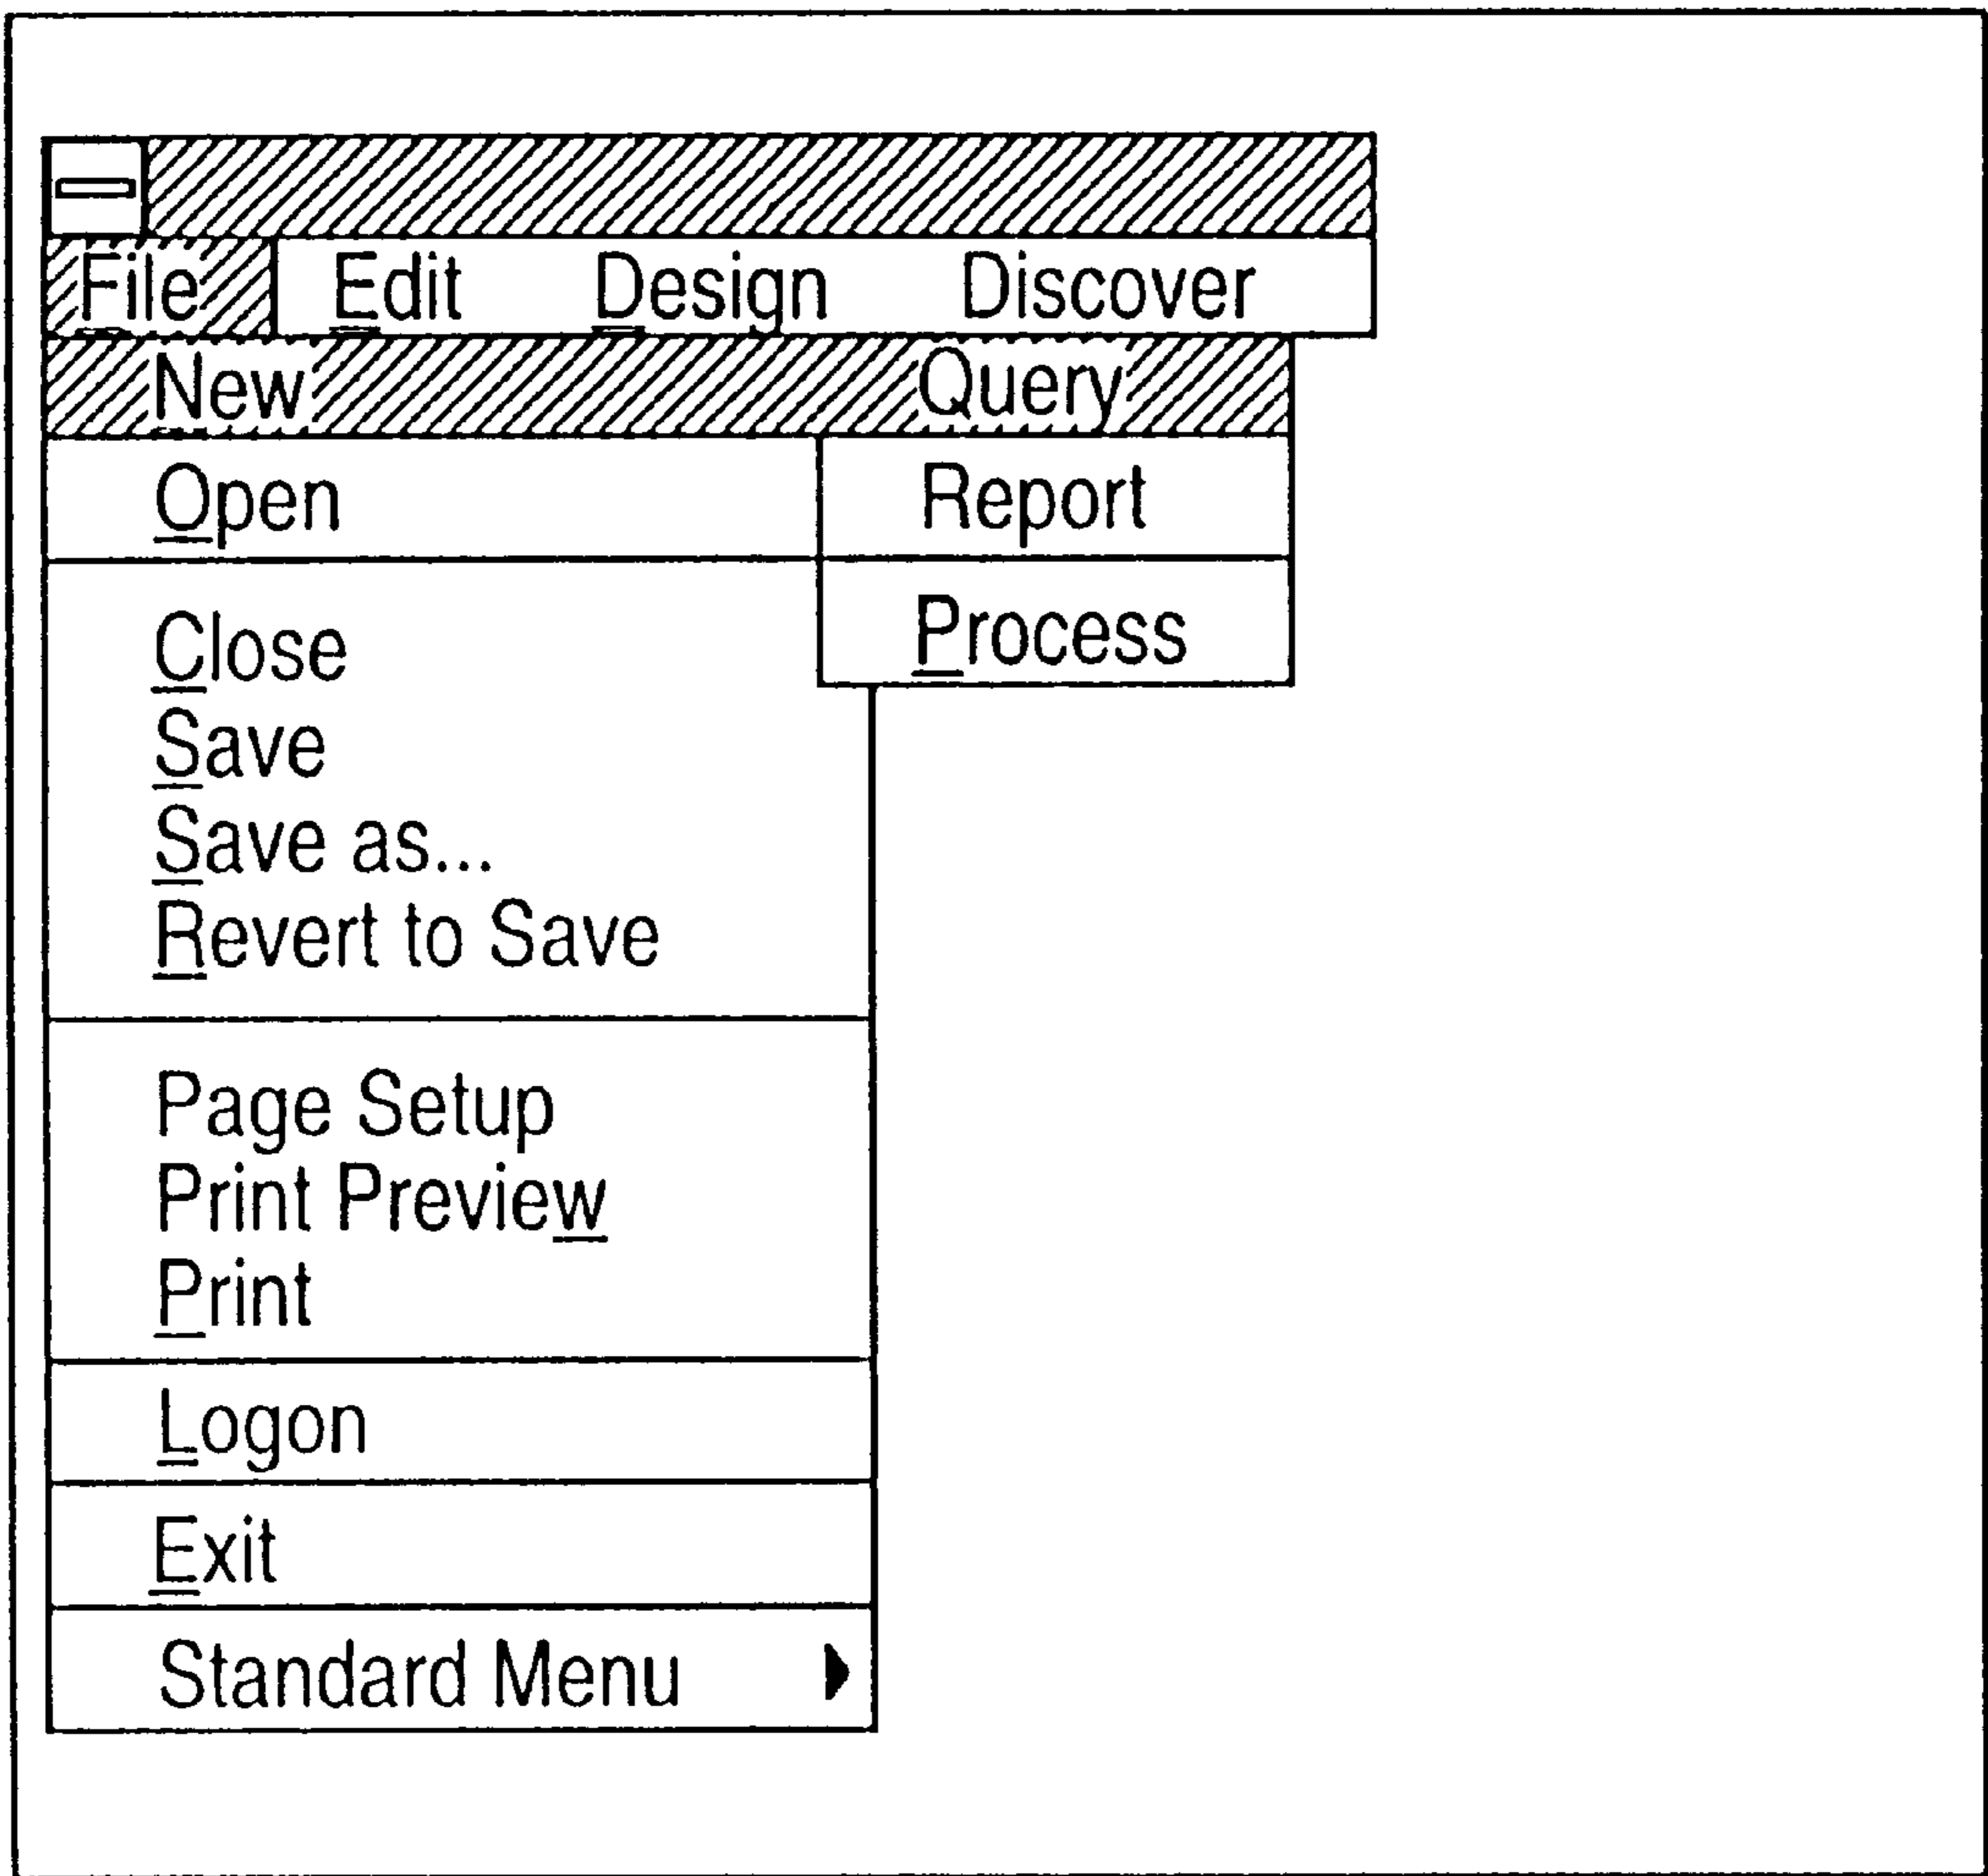 File Edit Design Discover
New Query
Open Report
Close Process
Save
Save as...
Revert to Save
Page Setup
Print Preview
Print
Logon
Exit
Standard Menu